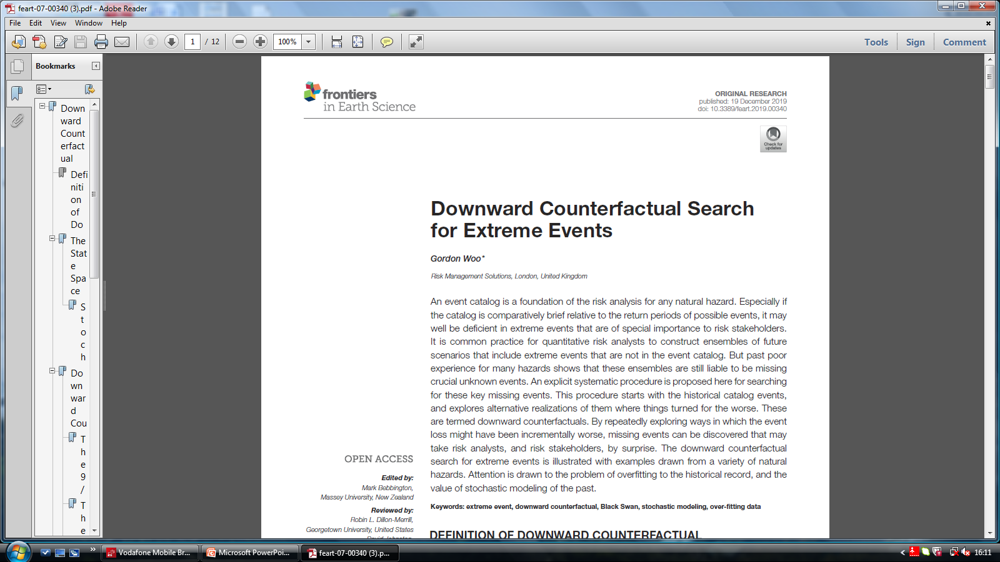 feart-07-00340 (3).pdf - Adobe Reader
File Edit View Window Help
1 / 12 100% Tools Sign Comment
Bookmarks
Down
ward
Count
erfact
ual
Defi
niti
on
of
Do
The
Stat
e
Spa
ce
S
t
o
c
h
Do
wn
war
d
Cou
T
h
e
9
/
T
h
e
frontiers
in Earth Science
ORIGINAL RESEARCH
published: 19 December 2019
doi: 10.3389/feart.2019.00340
Check for
updates
Downward Counterfactual Search
for Extreme Events
Gordon Woo*
Risk Management Solutions, London, United Kingdom
An event catalog is a foundation of the risk analysis for any natural hazard. Especially if
the catalog is comparatively brief relative to the return periods of possible events, it may
well be deficient in extreme events that are of special importance to risk stakeholders.
It is common practice for quantitative risk analysts to construct ensembles of future
scenarios that include extreme events that are not in the event catalog. But past poor
experience for many hazards shows that these ensembles are still liable to be missing
crucial unknown events. An explicit systematic procedure is proposed here for searching
for these key missing events. This procedure starts with the historical catalog events,
and explores alternative realizations of them where things turned for the worse. These
are termed downward counterfactuals. By repeatedly exploring ways in which the event
loss might have been incrementally worse, missing events can be discovered that may
take risk analysts, and risk stakeholders, by surprise. The downward counterfactual
search for extreme events is illustrated with examples drawn from a variety of natural
hazards. Attention is drawn to the problem of overfitting to the historical record, and the
value of stochastic modeling of the past.
Keywords: extreme event, downward counterfactual, Black Swan, stochastic modeling, over-fitting data
OPEN ACCESS
Edited by:
Mark Bebbington,
Massey University, New Zealand
Reviewed by:
Robin L. Dillon-Merrill,
Georgetown University, United States
DEFINITION OF DOWNWARD COUNTERFACTUAL
Vodafone Mobile Br... Microsoft PowerPoi... feart-07-00340 (3).p... 16:11